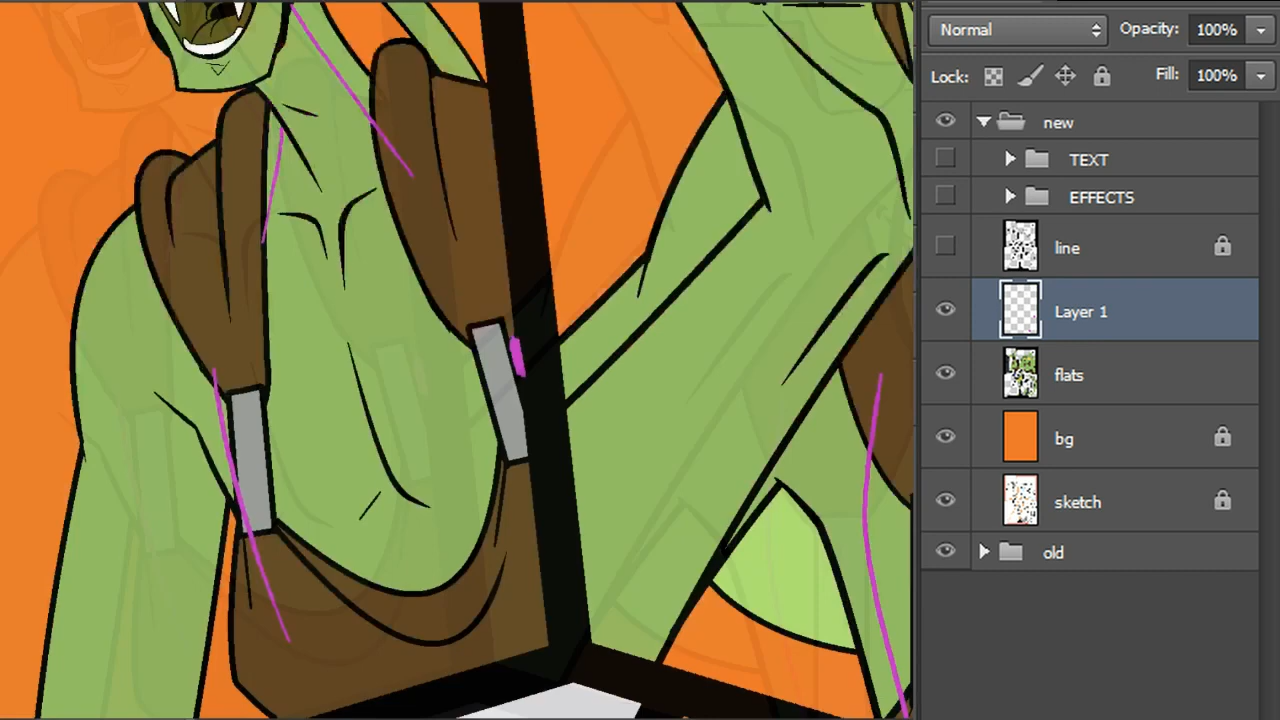 Normal
Opacity: 100%
Lock:
Fill: 100%
new
TEXT
EFFECTS
line
Layer 1
flats
bg
sketch
old